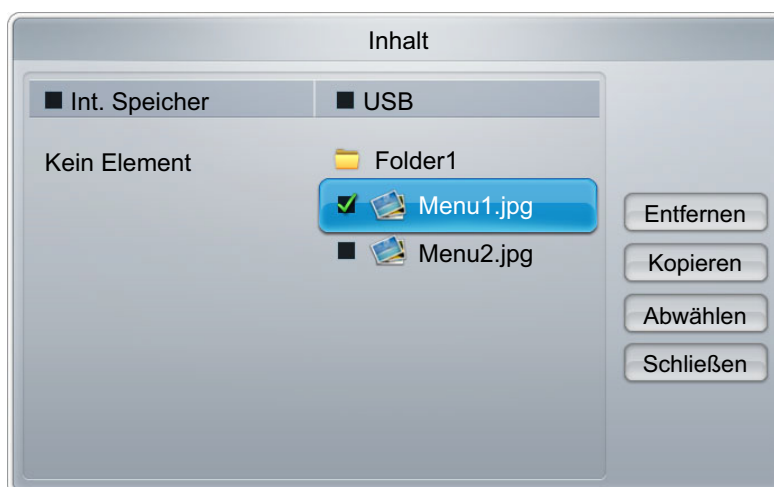 Inhalt
Int. Speicher
USB
Kein Element
Folder1
Menu1.jpg
Menu2.jpg
Entfernen
Kopieren
Abwählen
Schließen